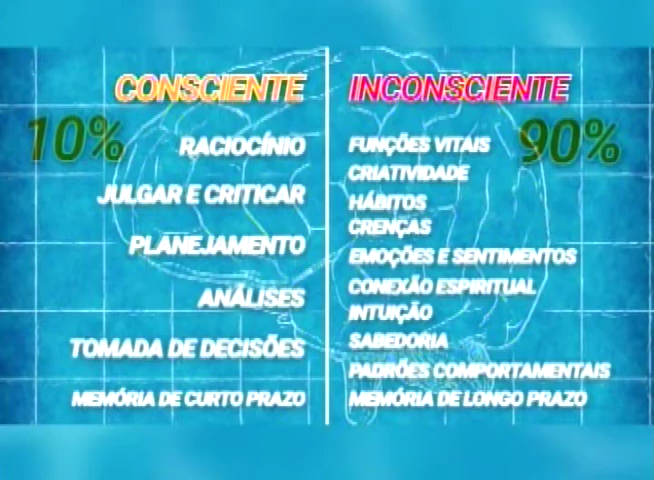 CONSCIENTE
10%
RACIOCÍNIO
JULGAR E CRITICAR
PLANEJAMENTO
ANÁLISES
TOMADA DE DECISÕES
MEMÓRIA DE CURTO PRAZO
INCONSCIENTE
90%
FUNÇÕES VITAIS
CRIATIVIDADE
HÁBITOS
CRENÇAS
EMOÇÕES E SENTIMENTOS
CONEXÃO ESPIRITUAL
INTUIÇÃO
SABEDORIA
PADRÕES COMPORTAMENTAIS
MEMÓRIA DE LONGO PRAZO